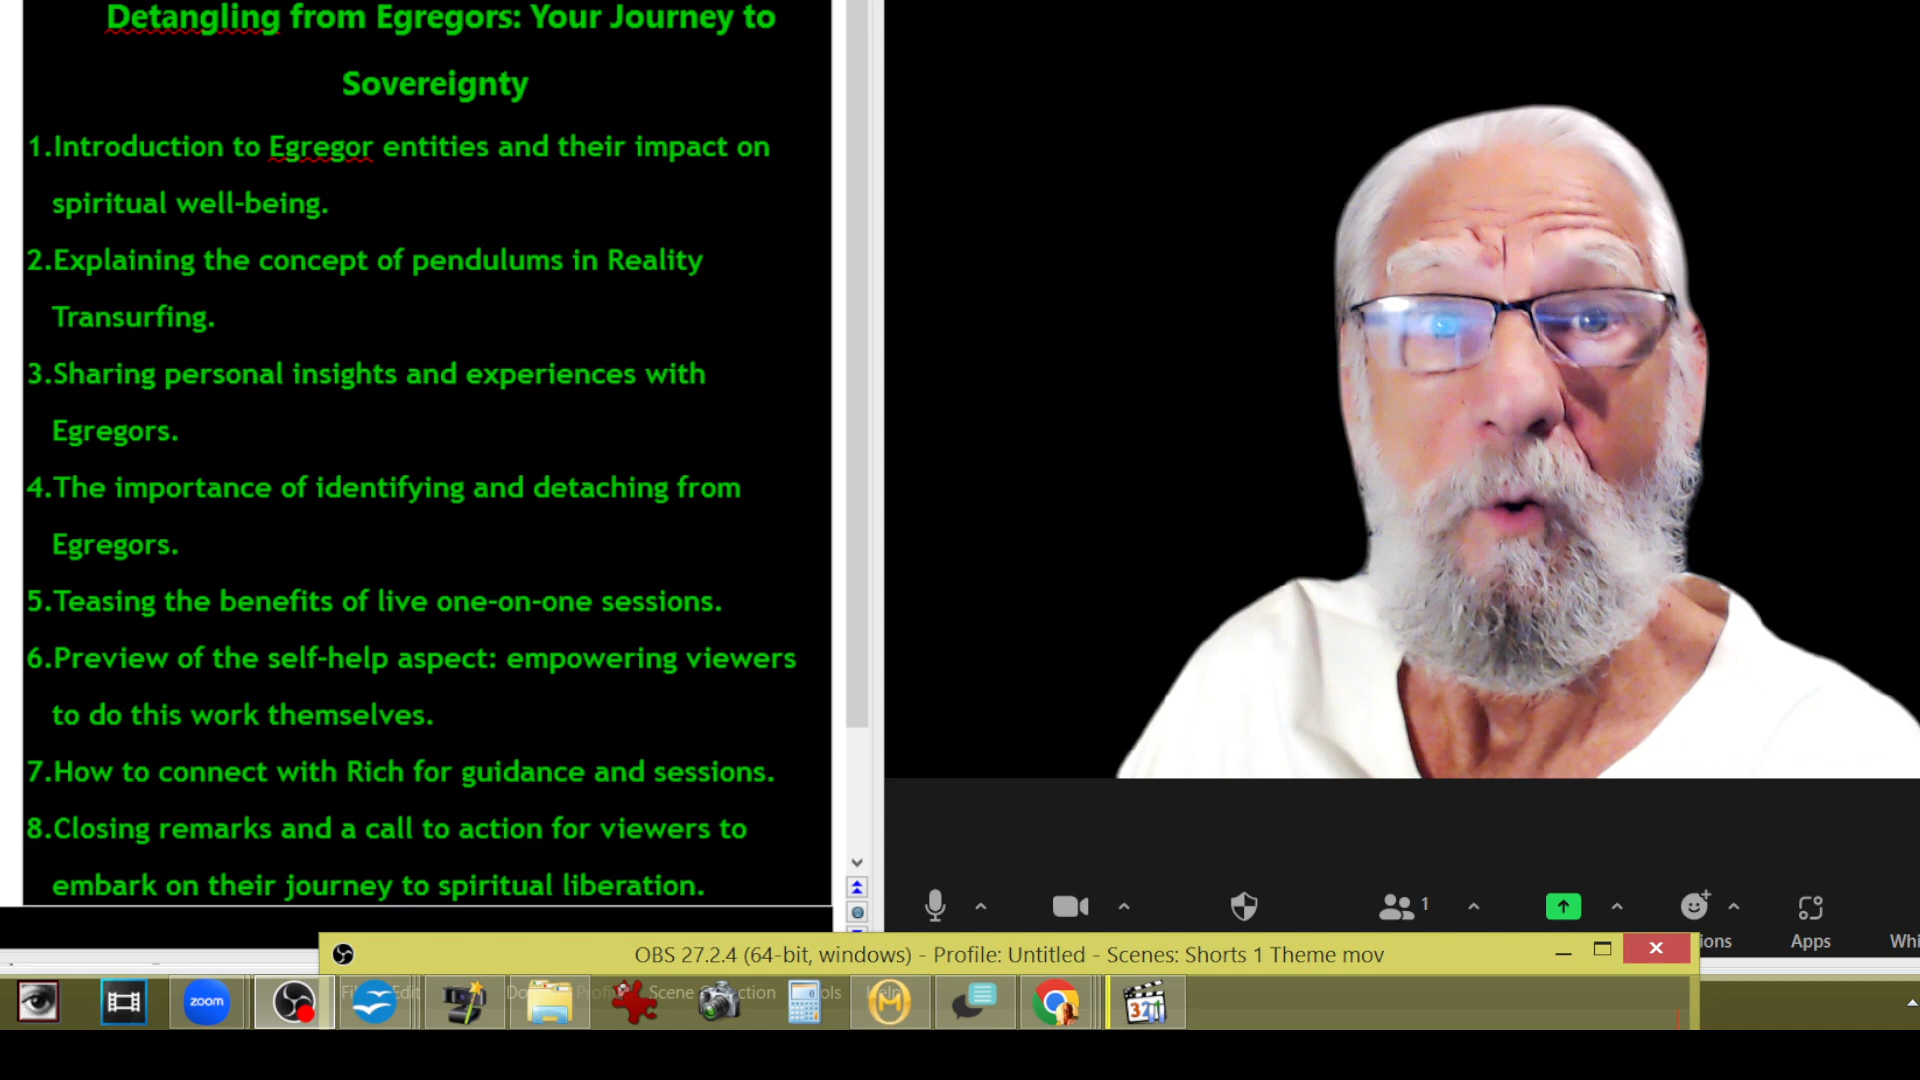 Detangling from Egregors: Your Journey to
Sovereignty
1.Introduction to Egregor entities and their impact on
spiritual well-being.
2.Explaining the concept of pendulums in Reality
Transurfing.
3.Sharing personal insights and experiences with
Egregors.
4.The importance of identifying and detaching from
Egregors.
5.Teasing the benefits of live one-on-one sessions.
6.Preview of the self-help aspect: empowering viewers
to do this work themselves.
7.How to connect with Rich for guidance and sessions.
8.Closing remarks and a call to action for viewers to
embark on their journey to spiritual liberation.
1
ions
Apps
Whi
OBS 27.2.4 (64-bit, windows) - Profile: Untitled - Scenes: Shorts 1 Theme mov
zoom
Edit
Scene
321